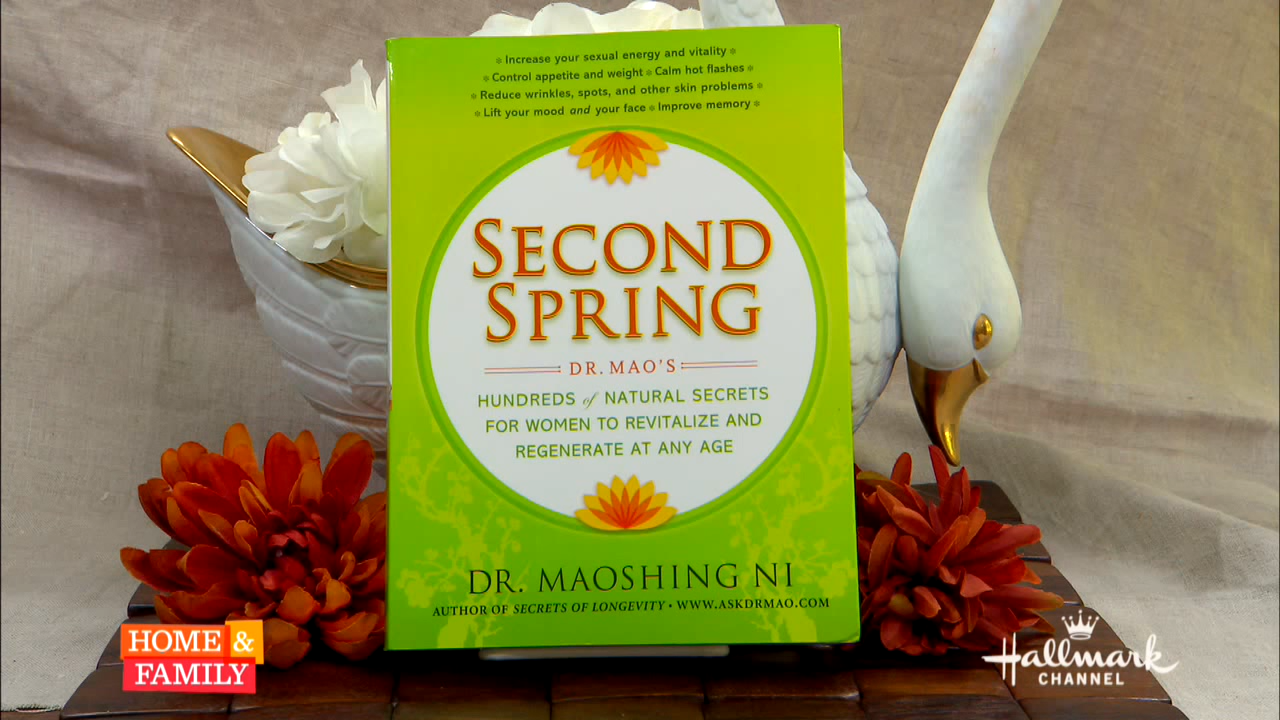 * Increase your sexual energy and vitality *
* Control appetite and weight * Calm hot flashes *
* Reduce wrinkles, spots, and other skin problems *
* Lift your mood and your face * Improve memory *
SECOND
SPRING
DR. MAO'S
HUNDREDS of NATURAL SECRETS
FOR WOMEN TO REVITALIZE AND
REGENERATE AT ANY AGE
DR. MAOSHING NI
AUTHOR OF SECRETS OF LONGEVITY • WWW.ASKDRMAO.COM
HOME &
FAMILY
Hallmark
CHANNEL